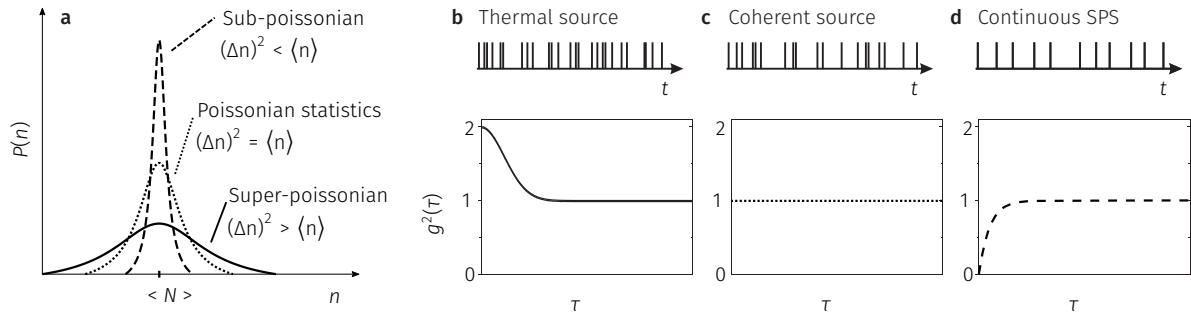 a
Sub-poissonian
(Δn)² < ⟨n⟩
Poissonian statistics
(Δn)² = ⟨n⟩
Super-poissonian
(Δn)² > ⟨n⟩
P(n)
< N >
n
b Thermal source
t
2
1
0
g²(τ)
τ
c Coherent source
t
2
1
0
τ
d Continuous SPS
t
2
1
0
τ